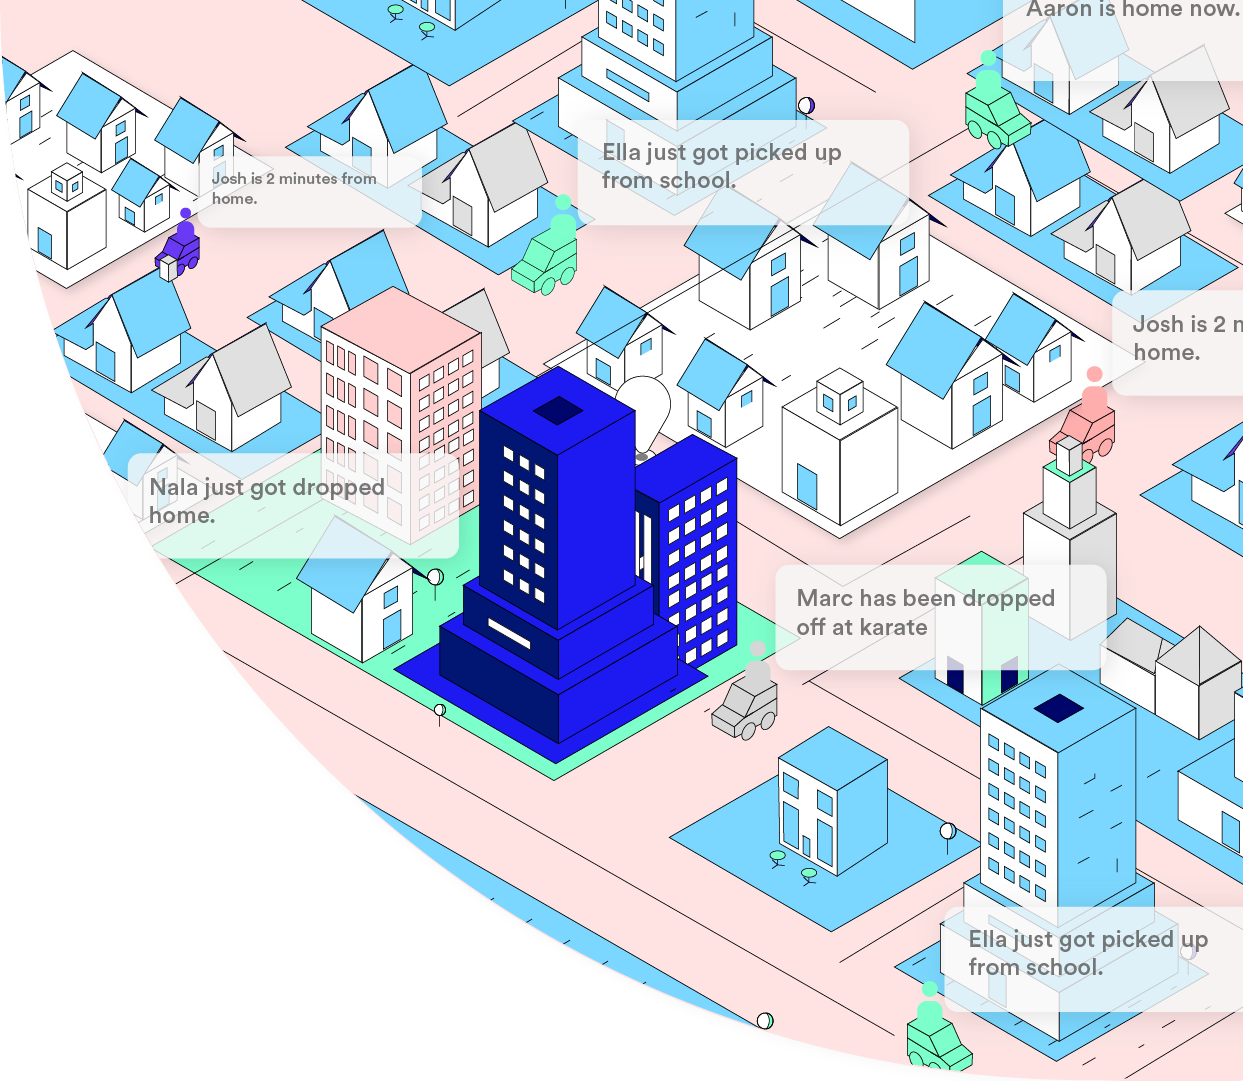 Aaron is home now.
Ella just got picked up
from school.
Josh is 2 minutes from
home.
Josh is 2 m
home.
Nala just got dropped
home.
Marc has been dropped
off at karate
Ella just got picked up
from school.